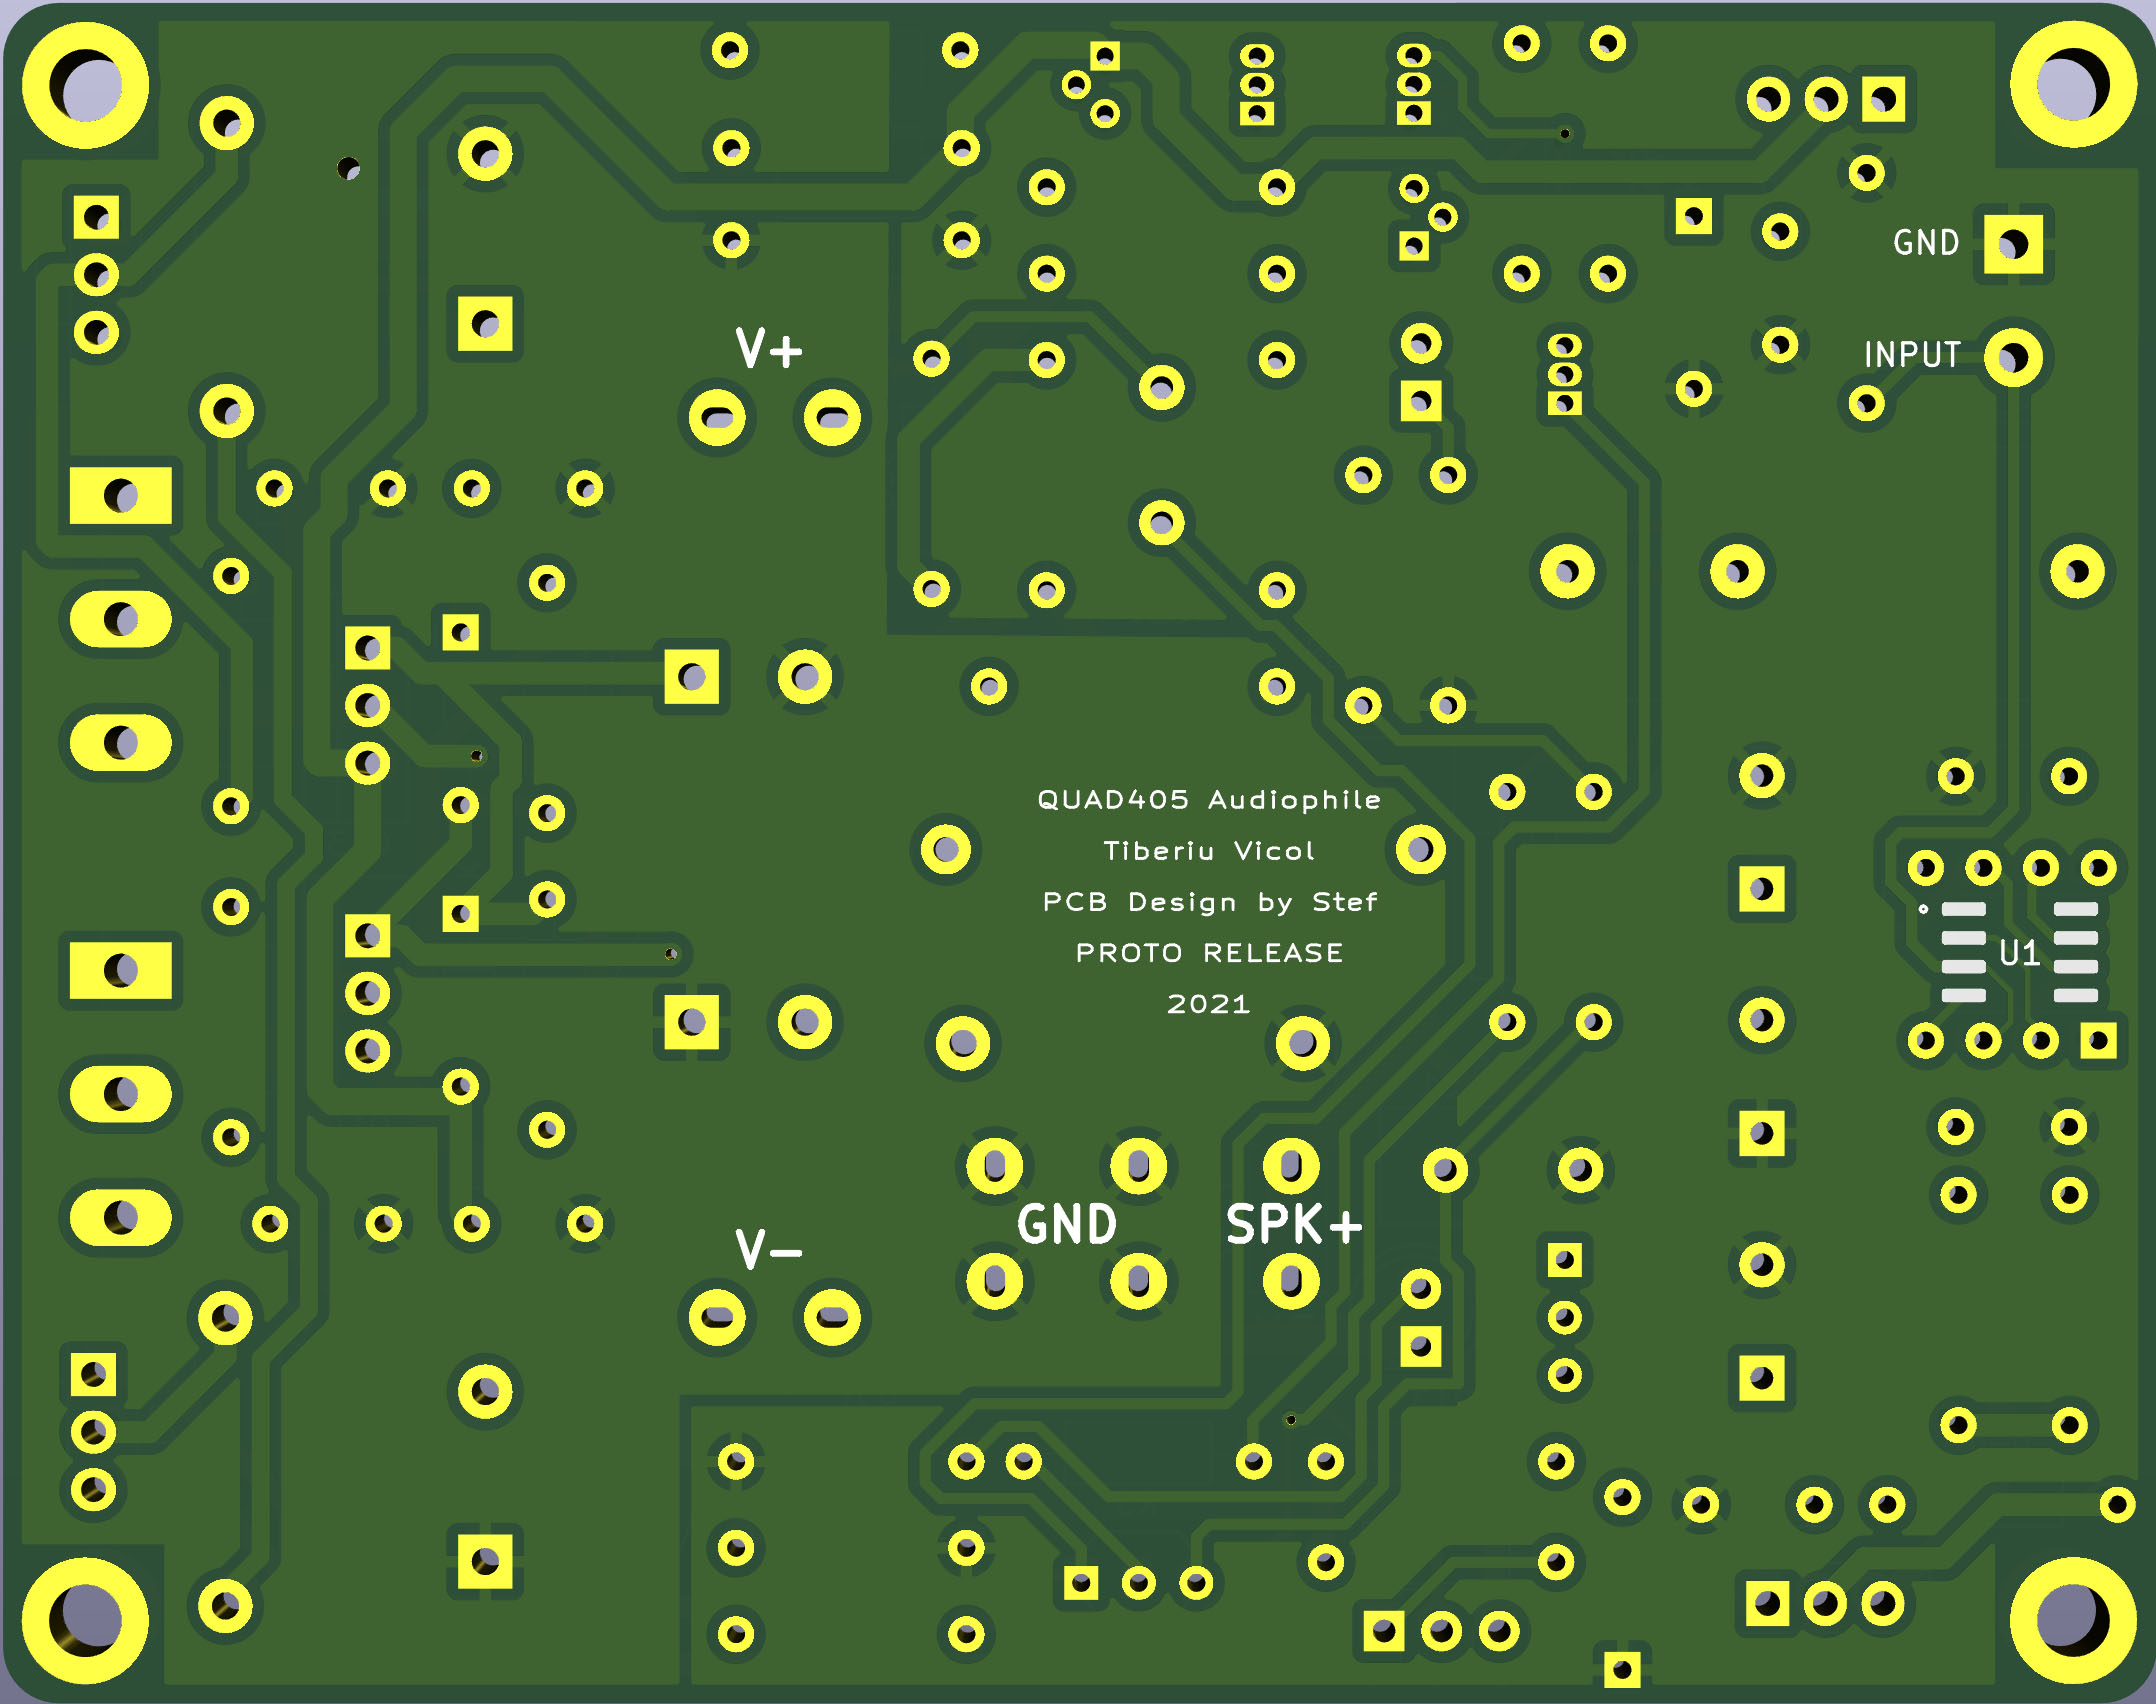 GND
V+
INPUT
QUAD405 Audiophile
Tiberiu Vicol
PCB Design by Stef
PROTO RELEASE
2021
U1
GND
SPK+
V-